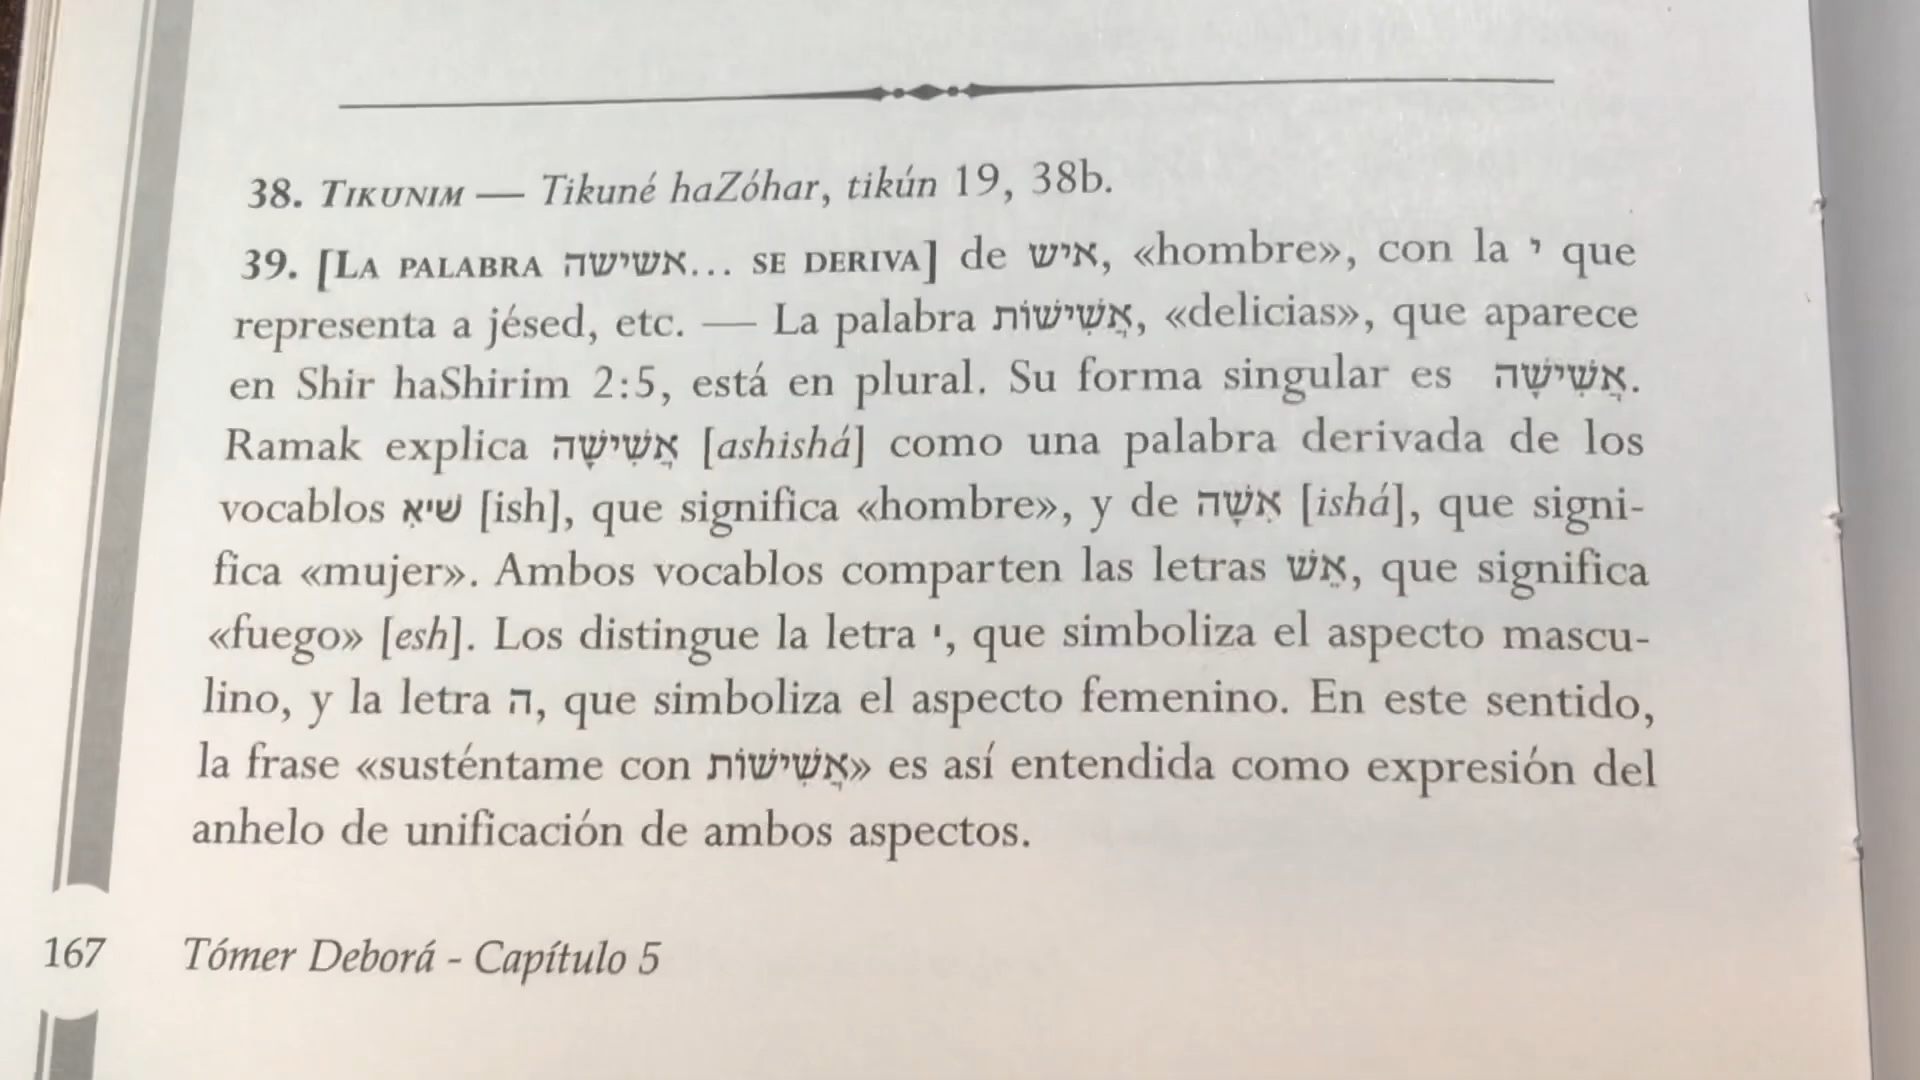 38. TIKUNIM — Tikuné haZóhar, tikún 19, 38b.
39. [LA PALABRA אשישה... SE DERIVA] de איש, «hombre», con la י que
representa a jésed, etc. — La palabra אֲשִׁישׁוֹת, «delicias», que aparece
en Shir haShirim 2:5, está en plural. Su forma singular es אֲשִׁישָׁה.
Ramak explica אֲשִׁישָׁה [ashishá] como una palabra derivada de los
vocablos שיאִ [ish], que significa «hombre», y de אִשָּׁה [ishá], que signi-
fica «mujer». Ambos vocablos comparten las letras אֵשׁ, que significa
«fuego» [esh]. Los distingue la letra י, que simboliza el aspecto mascu-
lino, y la letra ה, que simboliza el aspecto femenino. En este sentido,
la frase «susténtame con אֲשִׁישׁוֹת» es así entendida como expresión del
anhelo de unificación de ambos aspectos.
167 Tómer Deborá - Capítulo 5